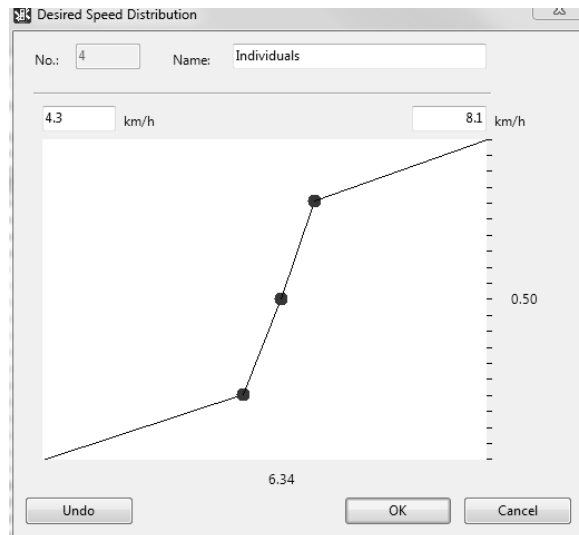 Desired Speed Distribution
No.: 4 Name: Individuals
4.3 km/h 8.1 km/h
0.50
6.34
Undo OK Cancel